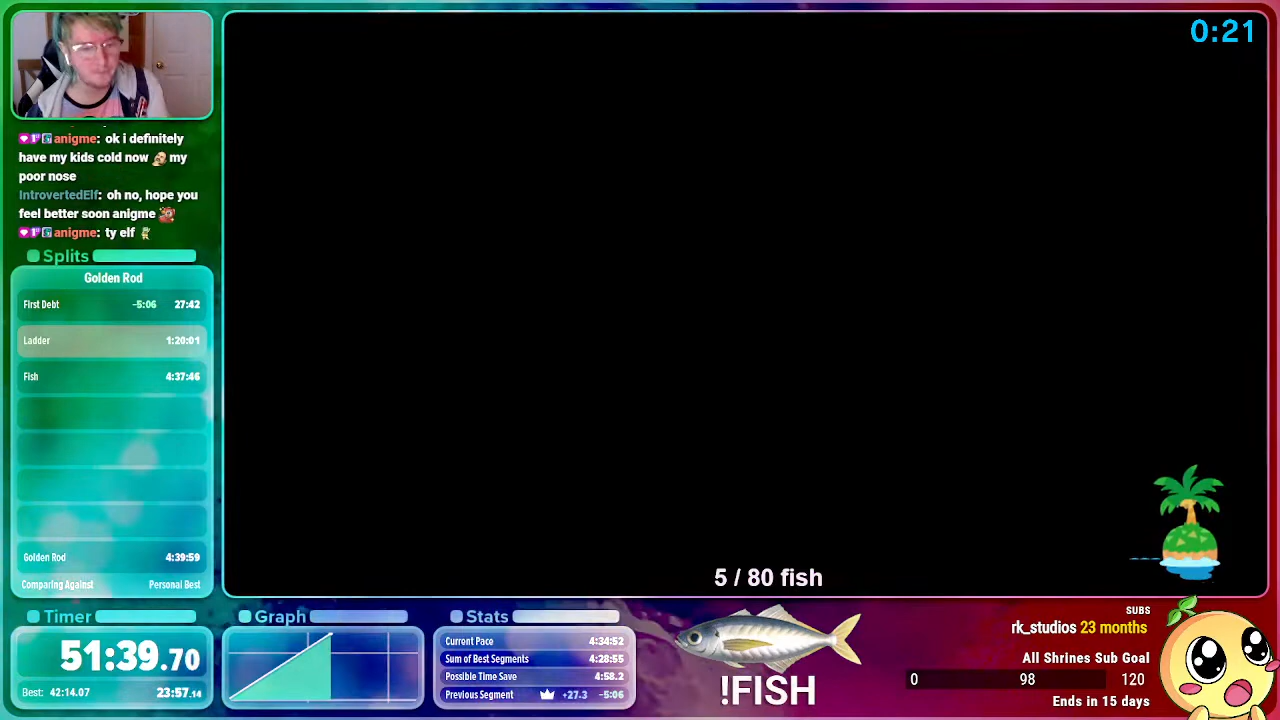 0:21
anigme: ok i definitely
have my kids cold now my
poor nose
IntrovertedElf: oh no, hope you
feel better soon anigme
anigme: ty elf
Splits
Golden Rod
First Debt -5:06 27:42
Ladder 1:20:01
Fish 4:37:46
Golden Rod 4:39:59
Comparing Against Personal Best
5 / 80 fish
Timer
51:39.70
Best: 42:14.07 23:57.14
Graph
Stats
Current Pace 4:34:52
Sum of Best Segments 4:28:55
Possible Time Save 4:58.2
Previous Segment +27.3 -5:06
!FISH
SUBS
rk_studios 23 months
All Shrines Sub Goal
0 98 120
Ends in 15 days